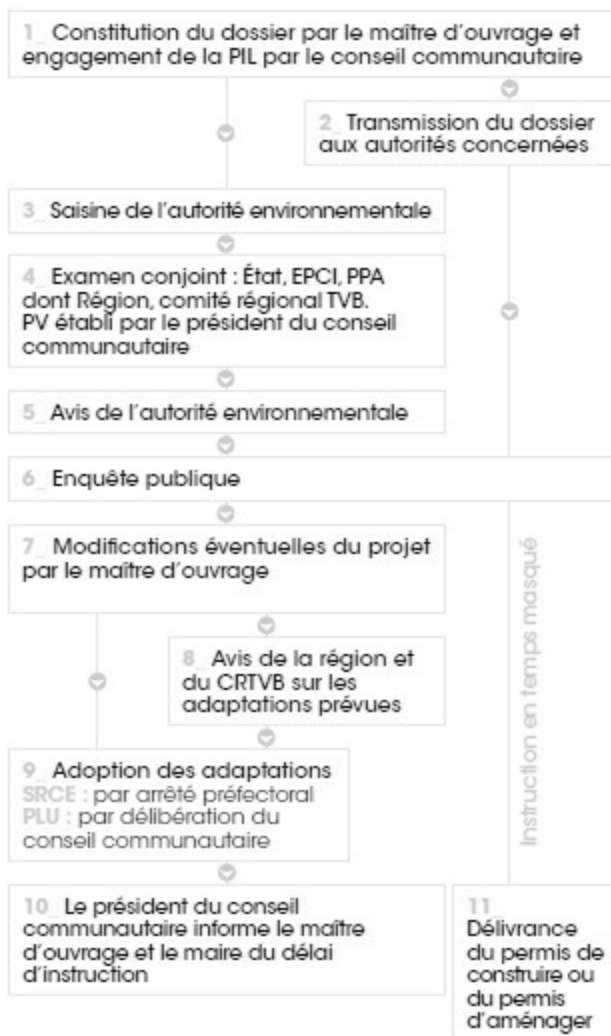 1_ Constitution du dossier par le maître d'ouvrage et
engagement de la PIL par le conseil communautaire
2_ Transmission du dossier
aux autorités concernées
3_ Saisine de l'autorité environnementale
4_ Examen conjoint : État, EPCI, PPA
dont Région, comité régional TVB.
PV établi par le président du conseil
communautaire
5_ Avis de l'autorité environnementale
6_ Enquête publique
7_ Modifications éventuelles du projet
par le maître d'ouvrage
8_ Avis de la région et
du CRTVB sur les
adaptations prévues
Instruction en temps masqué
9_ Adoption des adaptations
SRCE : par arrêté préfectoral
PLU : par délibération du
conseil communautaire
10_ Le président du conseil
communautaire informe le maître
d'ouvrage et le maire du délai
d'instruction
11_
Délivrance
du permis de
construire ou
du permis
d'aménager